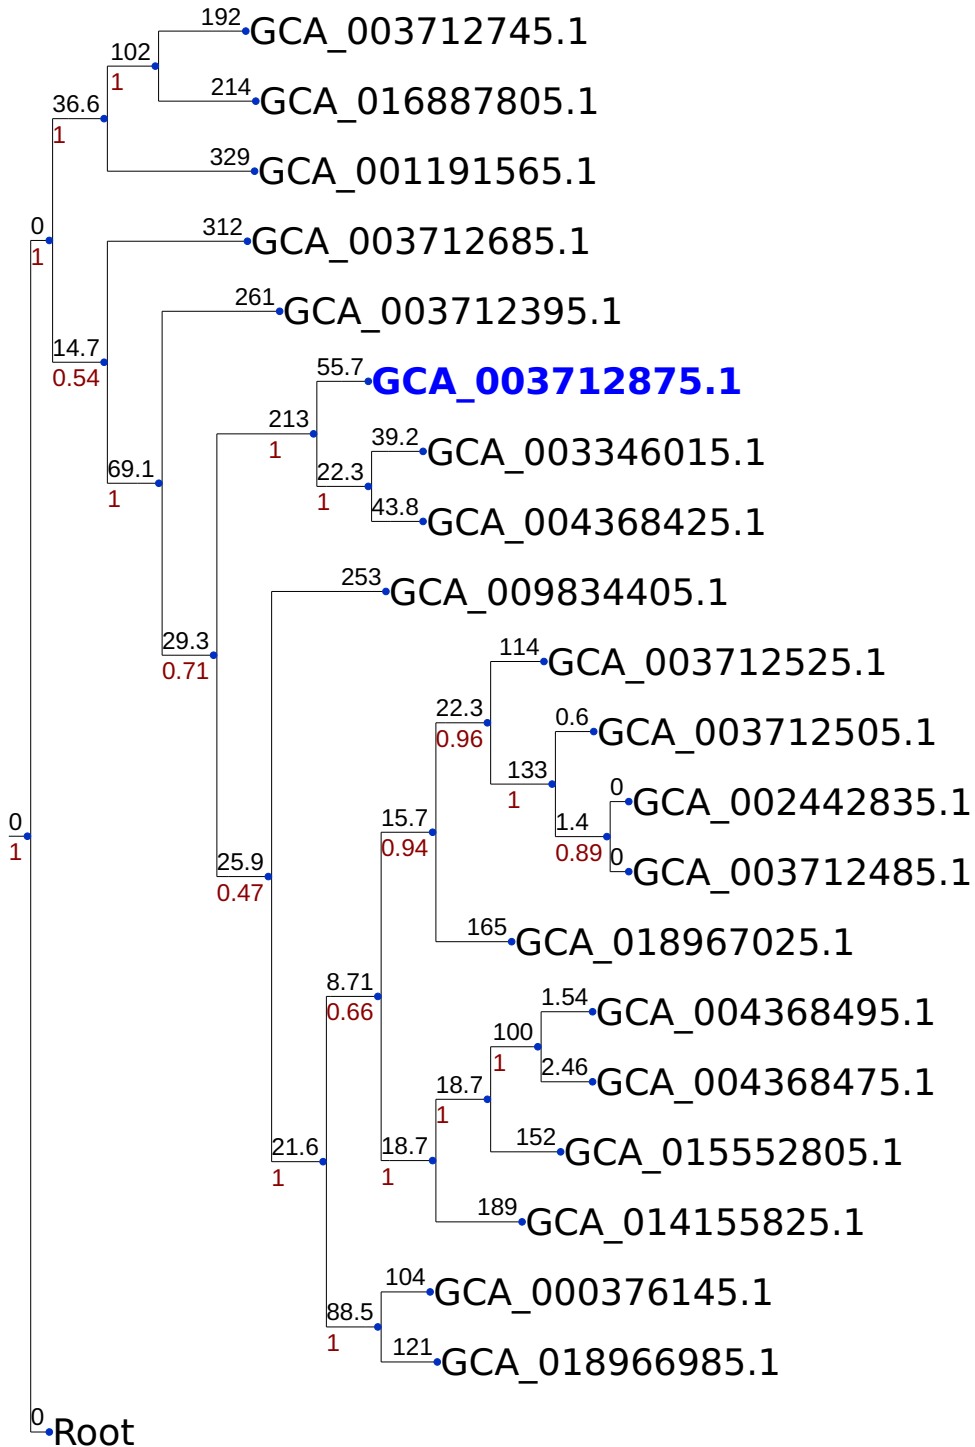 192 GCA_003712745.1
102
1
214 GCA_016887805.1
36.6
1
329 GCA_001191565.1
0
1
312 GCA_003712685.1
261 GCA_003712395.1
14.7
0.54
55.7 GCA_003712875.1
213
1
39.2 GCA_003346015.1
22.3
1
69.1
1
43.8 GCA_004368425.1
253 GCA_009834405.1
29.3
0.71
114 GCA_003712525.1
22.3
0.96
0.6 GCA_003712505.1
133
1
0 GCA_002442835.1
0
1
15.7
0.94
1.4
0.89
0 GCA_003712485.1
25.9
0.47
165 GCA_018967025.1
8.71
0.66
1.54 GCA_004368495.1
100
1
2.46 GCA_004368475.1
18.7
1
152 GCA_015552805.1
21.6
1
18.7
1
189 GCA_014155825.1
104 GCA_000376145.1
88.5
1
121 GCA_018966985.1
0 Root